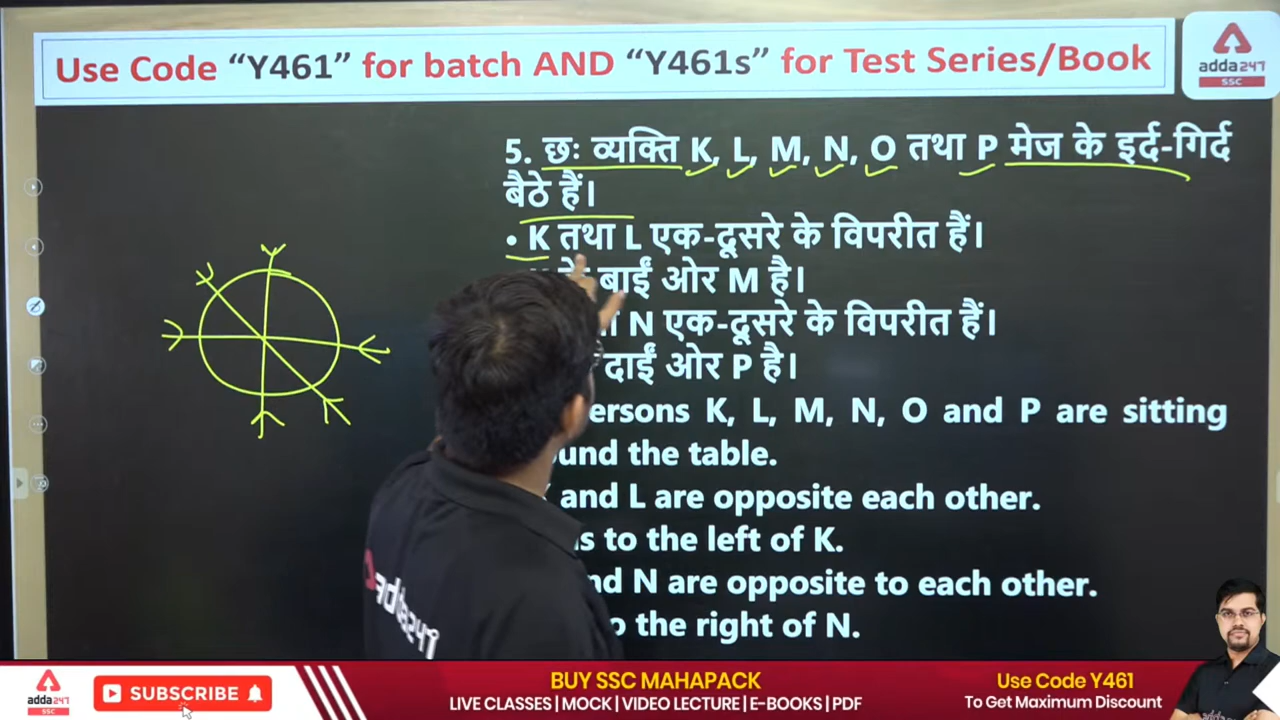 Use Code “Y461” for batch AND “Y461s” for Test Series/Book
adda247
SSC
5. छः व्यक्ति K, L, M, N, O तथा P मेज के इर्द-गिर्द
बैठे हैं।
• K तथा L एक-दूसरे के विपरीत हैं।
बाईं ओर M है।
N एक-दूसरे के विपरीत हैं।
दाईं ओर P है।
K, L, M, N, O and P are sitting
the table.
and L are opposite each other.
to the left of K.
N are opposite to each other.
the right of N.
adda247
adda247
SSC
SUBSCRIBE
BUY SSC MAHAPACK
LIVE CLASSES | MOCK | VIDEO LECTURE | E-BOOKS | PDF
Use Code Y461
To Get Maximum Discount